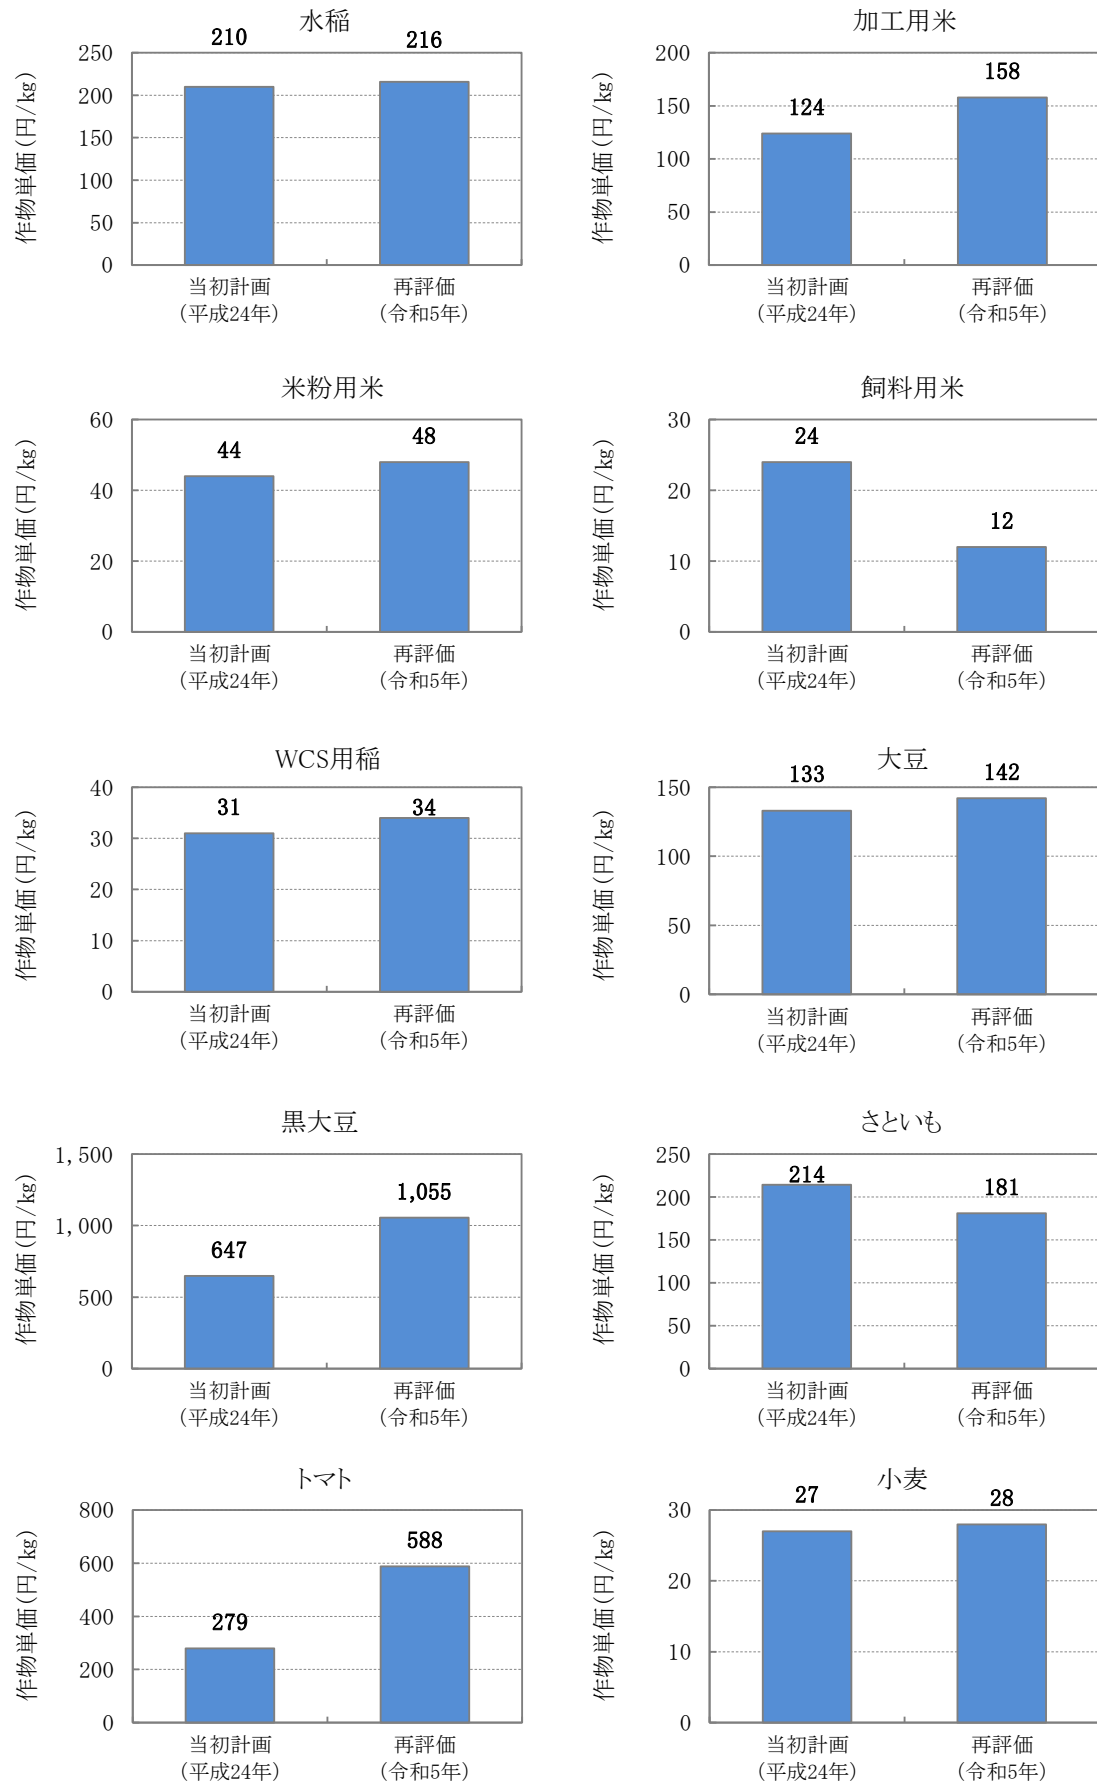 水稲
作物単価(円/kg)
250
200
150
100
50
0
210
216
当初計画
(平成24年)
再評価
(令和5年)
加工用米
作物単価(円/kg)
200
150
100
50
0
124
158
当初計画
(平成24年)
再評価
(令和5年)
米粉用米
作物単価(円/kg)
60
40
20
0
44
48
当初計画
(平成24年)
再評価
(令和5年)
飼料用米
作物単価(円/kg)
30
20
10
0
24
12
当初計画
(平成24年)
再評価
(令和5年)
WCS用稲
作物単価(円/kg)
40
30
20
10
0
31
34
当初計画
(平成24年)
再評価
(令和5年)
大豆
作物単価(円/kg)
150
100
50
0
133
142
当初計画
(平成24年)
再評価
(令和5年)
黒大豆
作物単価(円/kg)
1,500
1,000
500
0
647
1,055
当初計画
(平成24年)
再評価
(令和5年)
さといも
作物単価(円/kg)
250
200
150
100
50
0
214
181
当初計画
(平成24年)
再評価
(令和5年)
トマト
作物単価(円/kg)
800
600
400
200
0
279
588
当初計画
(平成24年)
再評価
(令和5年)
小麦
作物単価(円/kg)
30
20
10
0
27
28
当初計画
(平成24年)
再評価
(令和5年)